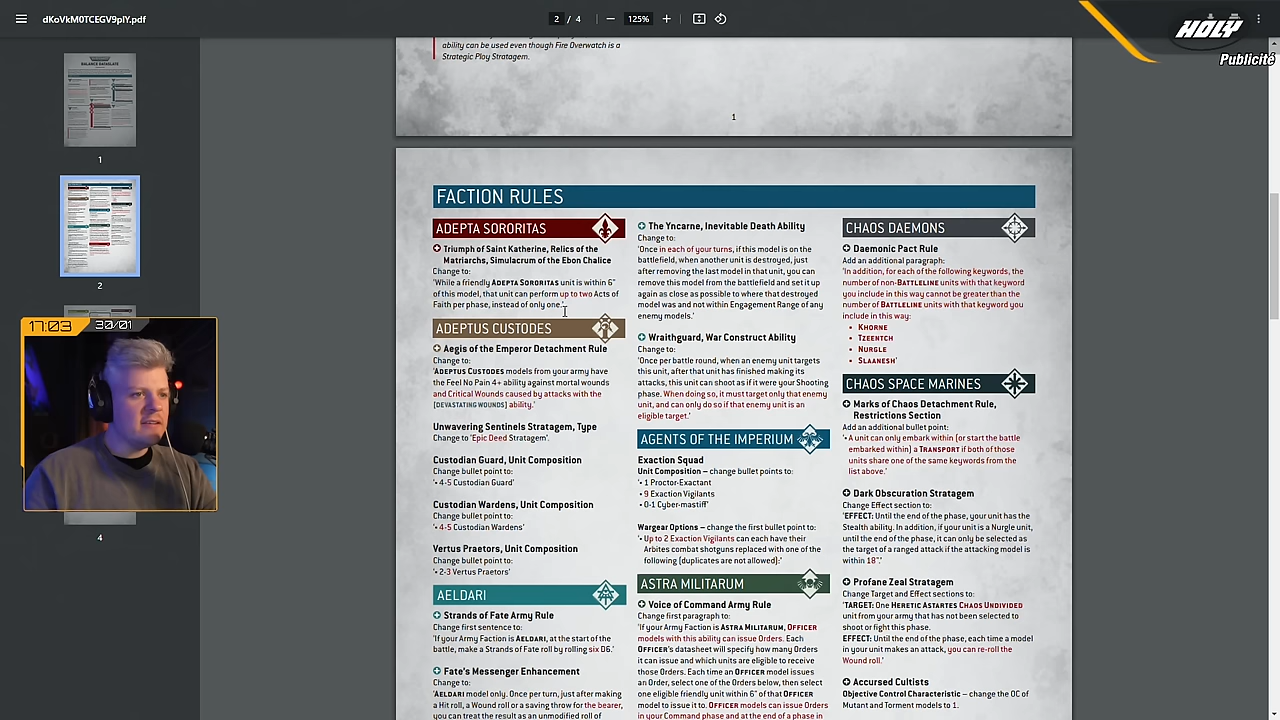 dKoVkM0TCEGV9plY.pdf
2 / 4
125%
HOLY
Publicité
1
2
4
17:03 30/01
ability can be used even though Fire Overwatch is a
Strategic Ploy Stratagem.
1
FACTION RULES
ADEPTA SORORITAS
Triumph of Saint Katherine, Relics of the
Matriarchs, Simulacrum of the Ebon Chalice
Change to:
'While a friendly ADEPTA SORORITAS unit is within 6"
of this model, that unit can perform up to two Acts of
Faith per phase, instead of only one.'
ADEPTUS CUSTODES
Aegis of the Emperor Detachment Rule
Change to:
'ADEPTUS CUSTODES models from your army have
the Feel No Pain 4+ ability against mortal wounds
and Critical Wounds caused by attacks with the
[DEVASTATING WOUNDS] ability.'
Unwavering Sentinels Stratagem, Type
Change to 'Epic Deed Stratagem'.
Custodian Guard, Unit Composition
Change bullet point to:
'• 4-5 Custodian Guard'
Custodian Wardens, Unit Composition
Change bullet point to:
'• 4-5 Custodian Wardens'
Vertus Praetors, Unit Composition
Change bullet point to:
'• 2-3 Vertus Praetors'
AELDARI
Strands of Fate Army Rule
Change first sentence to:
'If your Army Faction is AELDARI, at the start of the
battle, make a Strands of Fate roll by rolling six D6.'
Fate's Messenger Enhancement
Change to:
'AELDARI model only. Once per turn, just after making
a Hit roll, a Wound roll or a saving throw for the bearer,
you can treat the result as an unmodified roll of
The Yncarne, Inevitable Death Ability
Change to:
'Once in each of your turns, if this model is on the
battlefield, when another unit is destroyed, just
after removing the last model in that unit, you can
remove this model from the battlefield and set it up
again as close as possible to where that destroyed
model was and not within Engagement Range of any
enemy models.'
Wraithguard, War Construct Ability
Change to:
'Once per battle round, when an enemy unit targets
this unit, after that unit has finished making its
attacks, this unit can shoot as if it were your Shooting
phase. When doing so, it must target only that enemy
unit, and can only do so if that enemy unit is an
eligible target.'
AGENTS OF THE IMPERIUM
Exaction Squad
Unit Composition – change bullet points to:
'• 1 Proctor-Exactant
• 9 Exaction Vigilants
• 0-1 Cyber-mastiff'
Wargear Options – change the first bullet point to:
'• Up to 2 Exaction Vigilants can each have their
Arbites combat shotguns replaced with one of the
following (duplicates are not allowed):'
ASTRA MILITARUM
Voice of Command Army Rule
Change first paragraph to:
'If your Army Faction is ASTRA MILITARUM, OFFICER
models with this ability can issue Orders. Each
OFFICER's datasheet will specify how many Orders
it can issue and which units are eligible to receive
those Orders. Each time an OFFICER model issues
an Order, select one of the Orders below, then select
one eligible friendly unit within 6" of that OFFICER
model to issue it to. OFFICER models can issue Orders
in your Command phase and at the end of a phase in
CHAOS DAEMONS
Daemonic Pact Rule
Add an additional paragraph:
'In addition, for each of the following keywords, the
number of non-BATTLELINE units with that keyword
you include in this way cannot be greater than the
number of BATTLELINE units with that keyword you
include in this way:
• KHORNE
• TZEENTCH
• NURGLE
• SLAANESH'
CHAOS SPACE MARINES
Marks of Chaos Detachment Rule,
Restrictions Section
Add an additional bullet point:
'• A unit can only embark within (or start the battle
embarked within) a TRANSPORT if both of those
units share one of the same keywords from the
list above.'
Dark Obscuration Stratagem
Change Effect section to:
'EFFECT: Until the end of the phase, your unit has the
Stealth ability. In addition, if your unit is a Nurgle unit,
until the end of the phase, it can only be selected as
the target of a ranged attack if the attacking model is
within 18".'
Profane Zeal Stratagem
Change Target and Effect sections to:
'TARGET: One HERETIC ASTARTES CHAOS UNDIVIDED
unit from your army that has not been selected to
shoot or fight this phase.
EFFECT: Until the end of the phase, each time a model
in your unit makes an attack, you can re-roll the
Wound roll.'
Accursed Cultists
Objective Control Characteristic – change the OC of
Mutant and Torment models to 1.